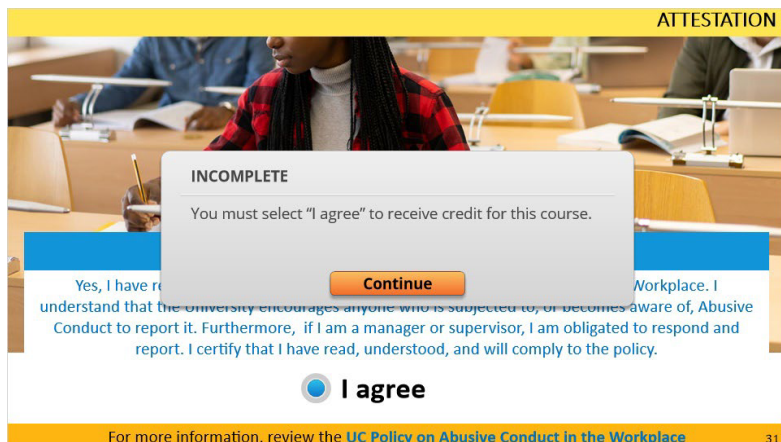 ATTESTATION
INCOMPLETE
You must select “I agree” to receive credit for this course.
Continue
Yes, I have Workplace. I
understand that the University encourages anyone who is subjected to, or becomes aware of, Abusive
Conduct to report it. Furthermore, if I am a manager or supervisor, I am obligated to respond and
report. I certify that I have read, understood, and will comply to the policy.
I agree
For more information, review the UC Policy on Abusive Conduct in the Workplace
31